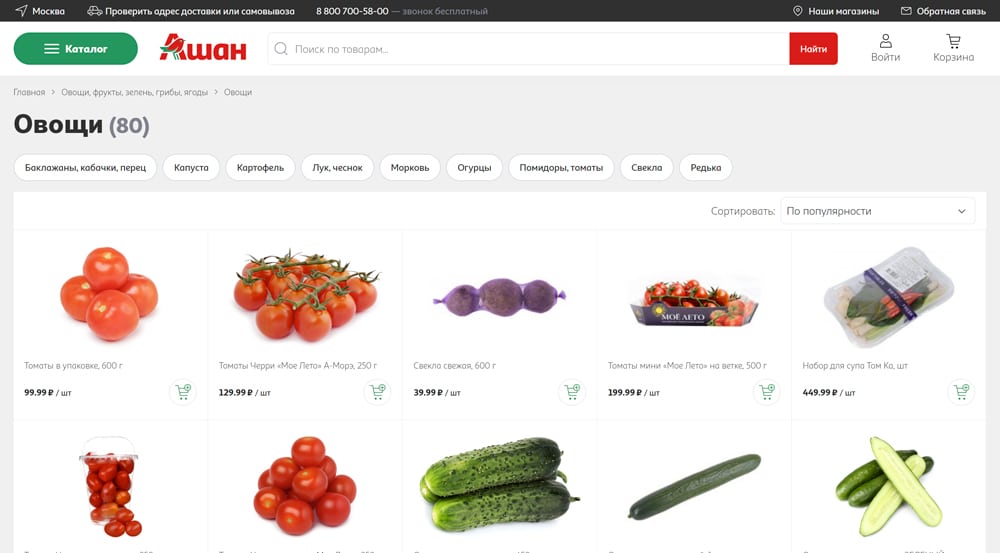 Москва Проверить адрес доставки или самовывоза 8 800 700-58-00 — звонок бесплатный Наши магазины Обратная связь
Каталог Ашан Поиск по товарам... Найти Войти Корзина
Главная > Овощи, фрукты, зелень, грибы, ягоды > Овощи
Овощи (80)
Баклажаны, кабачки, перец Капуста Картофель Лук, чеснок Морковь Огурцы Помидоры, томаты Свекла Редька
Сортировать: По популярности
МОЁ ЛЕТО
Томаты в упаковке, 600 г Томаты Черри «Мое Лето» А-Морэ, 250 г Свекла свежая, 600 г Томаты мини «Мое Лето» на ветке, 500 г Набор для супа Там Ка, шт
99.99 ₽ / шт 129.99 ₽ / шт 39.99 ₽ / шт 199.99 ₽ / шт 449.99 ₽ / шт